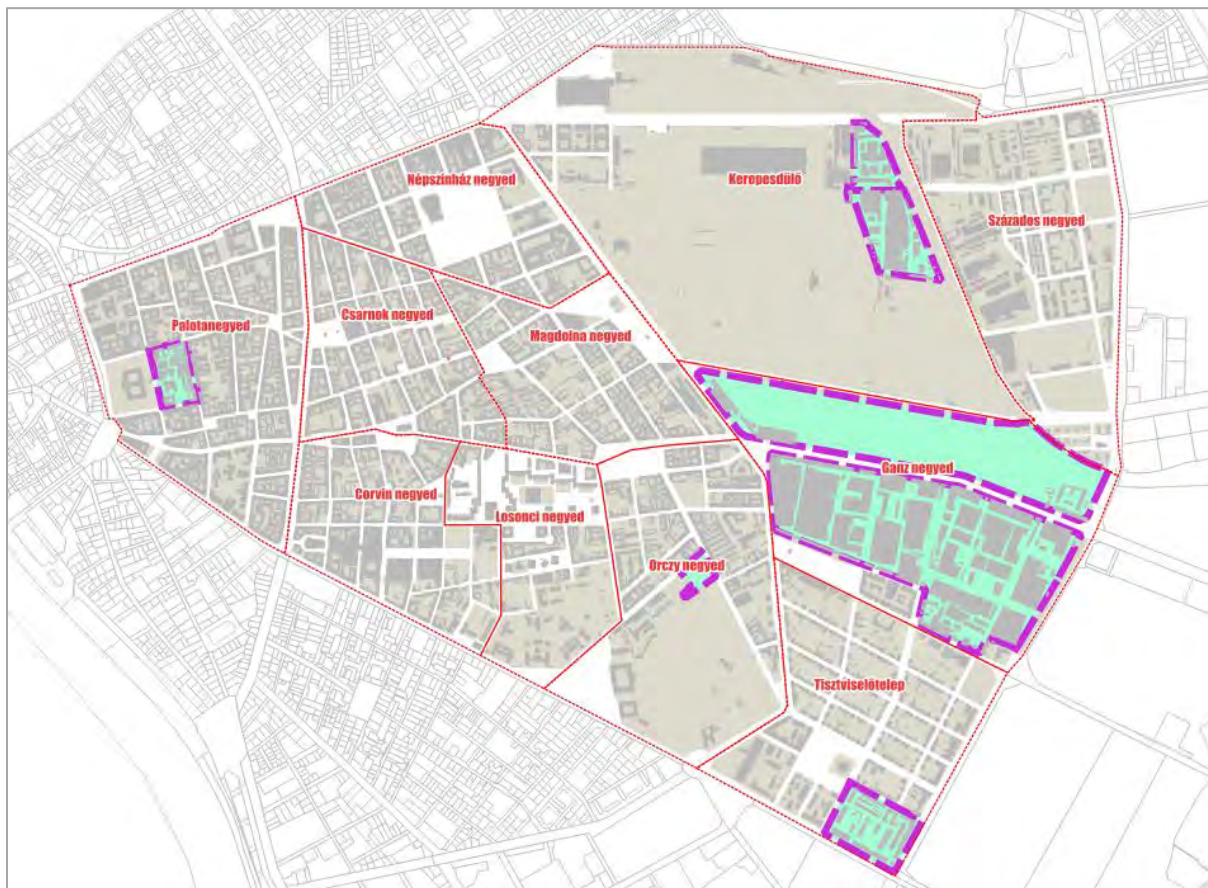 Népszínház negyed
Kerepesdűlő
Százados negyed
Palotanegyed
Csarnok negyed
Magdolna negyed
Ganz negyed
Corvin negyed
Losonci negyed
Orczy negyed
Tisztviselőtelep